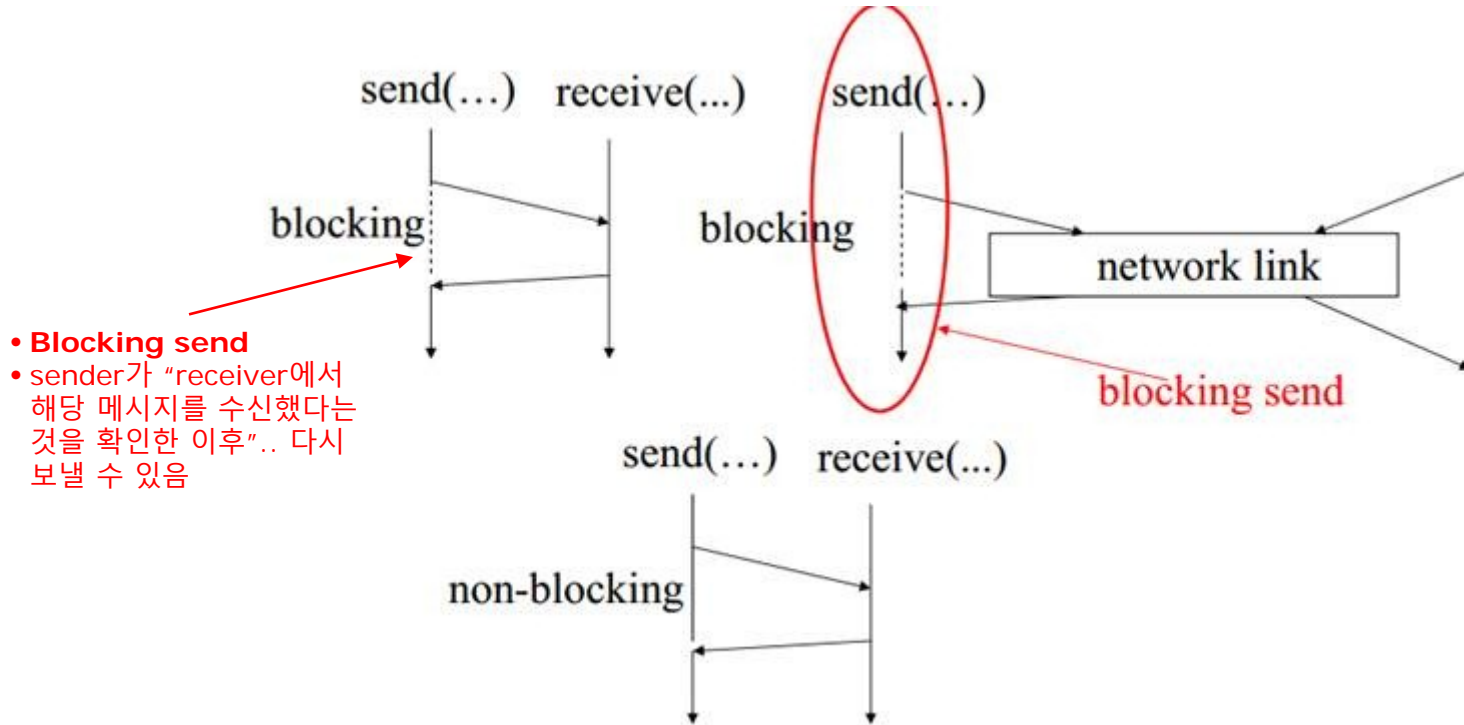 send(…) receive(...) send(…)
blocking
blocking
network link
• Blocking send
• sender가 “receiver에서
해당 메시지를 수신했다는
것을 확인한 이후”.. 다시
보낼 수 있음
blocking send
send(…) receive(...)
non-blocking